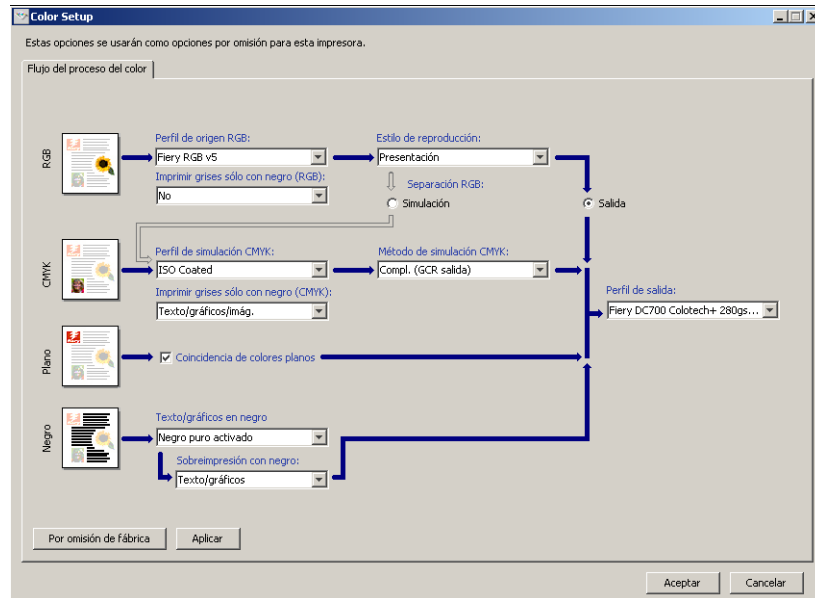 Color Setup
Estas opciones se usarán como opciones por omisión para esta impresora.
Flujo del proceso del color
RGB
Perfil de origen RGB:
Fiery RGB v5
Imprimir grises sólo con negro (RGB):
No
Estilo de reproducción:
Presentación
Separación RGB:
Simulación
Salida
CMYK
Perfil de simulación CMYK:
ISO Coated
Imprimir grises sólo con negro (CMYK):
Texto/gráficos/imág.
Método de simulación CMYK:
Compl. (GCR salida)
Perfil de salida:
Fiery DC700 Colotech+ 280gs...
Plano
Coincidencia de colores planos
Negro
Texto/gráficos en negro
Negro puro activado
Sobreimpresión con negro:
Texto/gráficos
Por omisión de fábrica
Aplicar
Aceptar
Cancelar